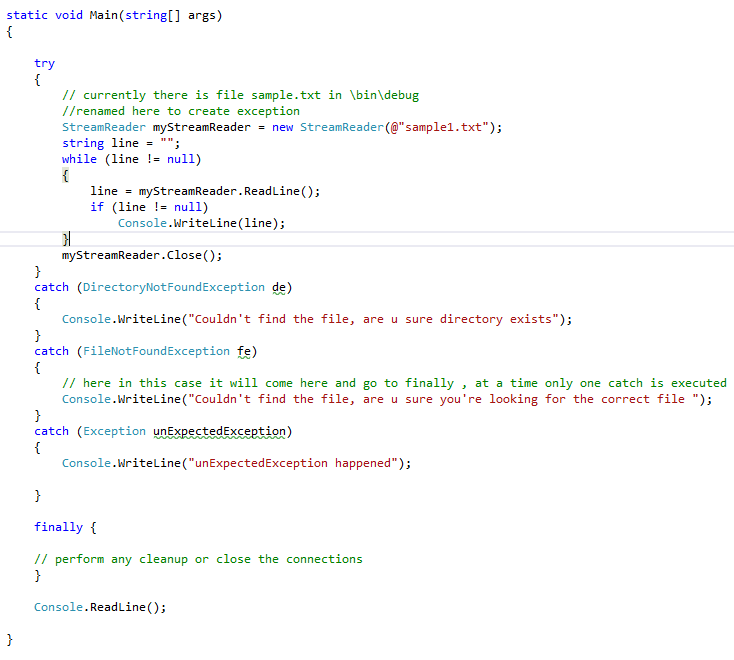 static void Main(string[] args)
{
try
{
// currently there is file sample.txt in \bin\debug
//renamed here to create exception
StreamReader myStreamReader = new StreamReader(@"sample1.txt");
string line = "";
while (line != null)
{
line = myStreamReader.ReadLine();
if (line != null)
Console.WriteLine(line);
}
myStreamReader.Close();
}
catch (DirectoryNotFoundException de)
{
Console.WriteLine("Couldn't find the file, are u sure directory exists");
}
catch (FileNotFoundException fe)
{
// here in this case it will come here and go to finally , at a time only one catch is executed
Console.WriteLine("Couldn't find the file, are u sure you're looking for the correct file ");
}
catch (Exception unExpectedException)
{
Console.WriteLine("unExpectedException happened");
}
finally {
// perform any cleanup or close the connections
}
Console.ReadLine();
}